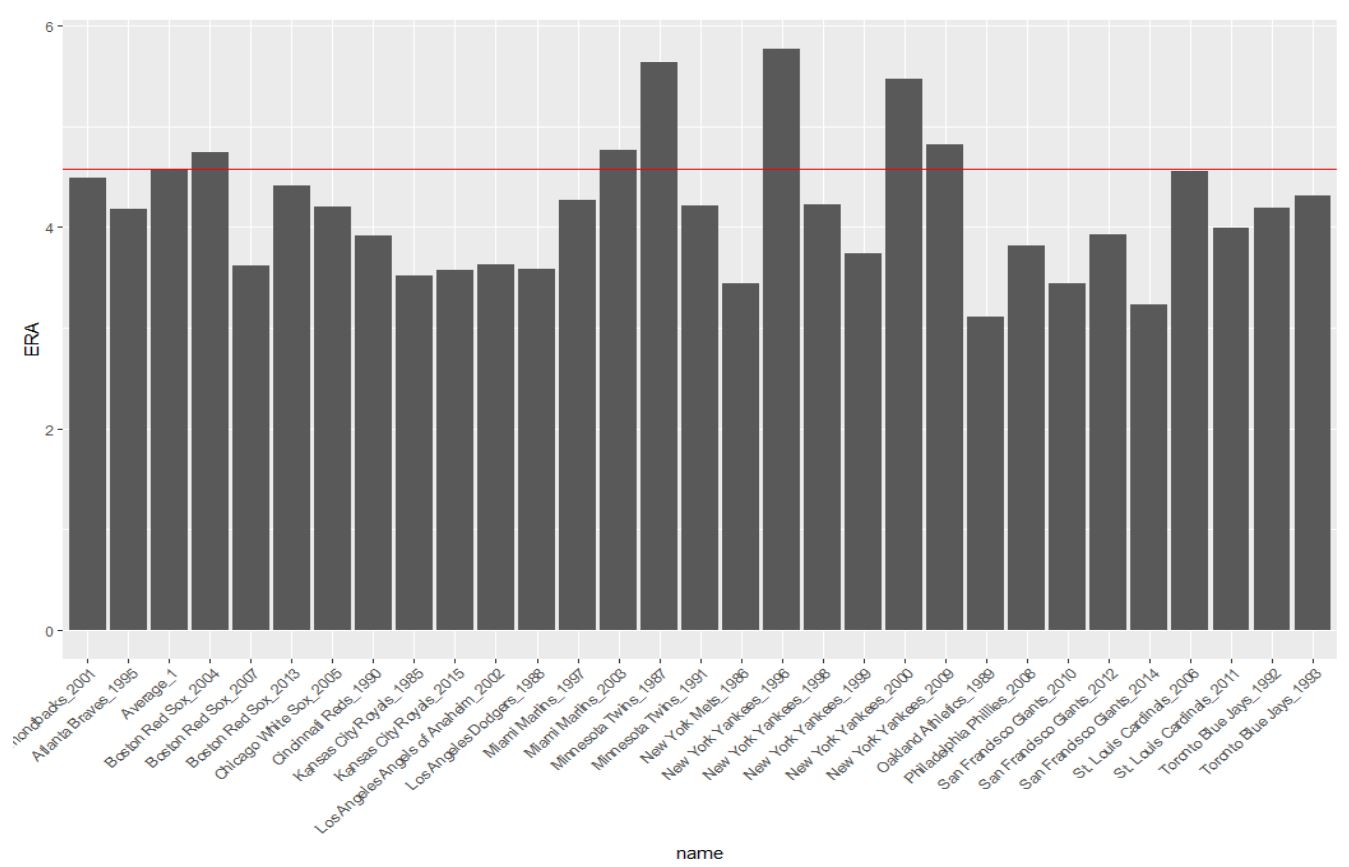 6
4
2
0
ERA
mondbacks_2001
Atlanta Braves_1995
Average_1
Boston Red Sox_2004
Boston Red Sox_2007
Boston Red Sox_2013
Chicago White Sox_2005
Cincinnati Reds_1990
Kansas City Royals_1985
Kansas City Royals_2015
Los Angeles Angels of Anaheim_2002
Los Angeles Dodgers_1988
Miami Marlins_1997
Miami Marlins_2003
Minnesota Twins_1987
Minnesota Twins_1991
New York Mets_1986
New York Yankees_1996
New York Yankees_1998
New York Yankees_1999
New York Yankees_2000
New York Yankees_2009
Oakland Athletics_1989
Philadelphia Phillies_2008
San Francisco Giants_2010
San Francisco Giants_2012
San Francisco Giants_2014
St. Louis Cardinals_2006
St. Louis Cardinals_2011
Toronto Blue Jays_1992
Toronto Blue Jays_1993
name